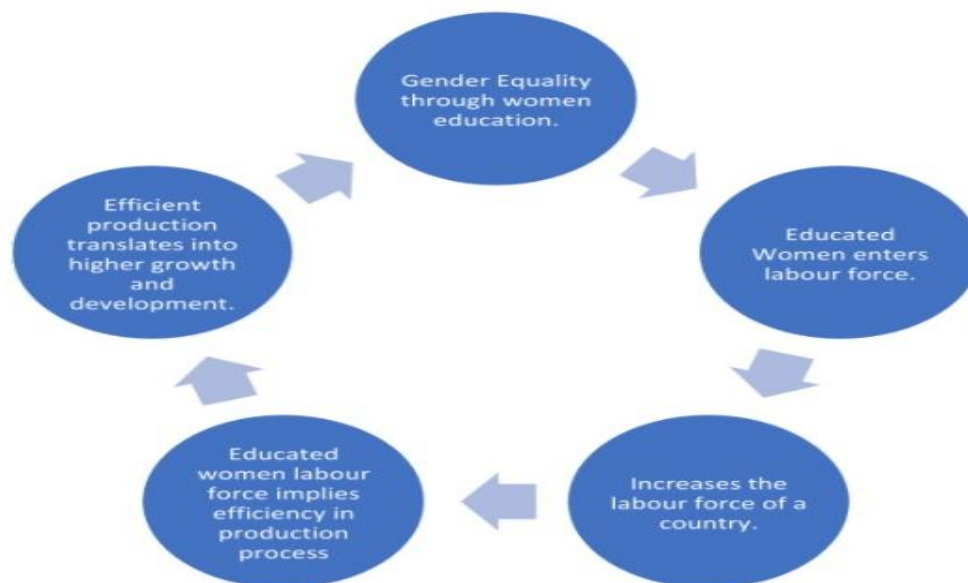 Gender Equality
through women
education.
Educated
Women enters
labour force.
Increases the
labour force of a
country.
Educated
women labour
force implies
efficiency in
production
process
Efficient
production
translates into
higher growth
and
development.